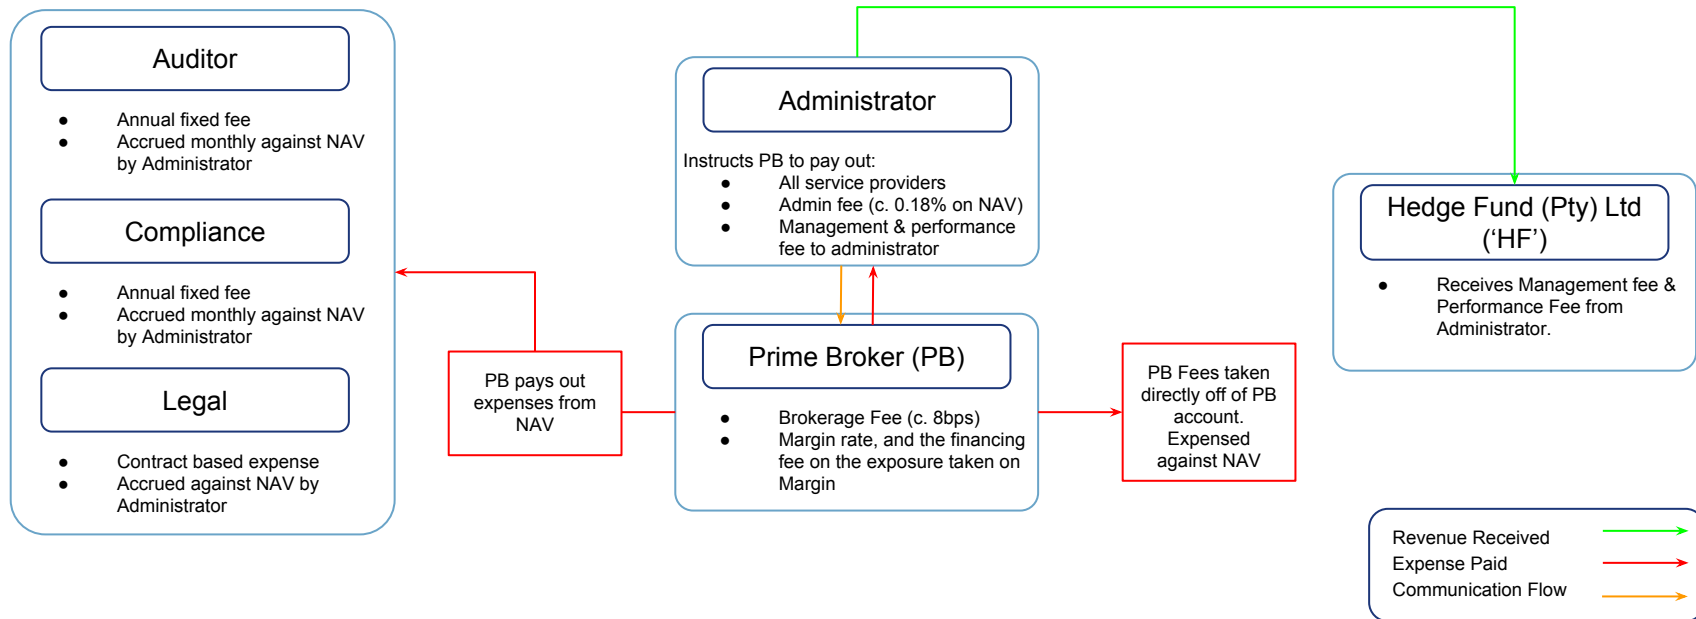 Auditor
● Annual fixed fee
● Accrued monthly against NAV
by Administrator
Compliance
● Annual fixed fee
● Accrued monthly against NAV
by Administrator
Legal
● Contract based expense
● Accrued against NAV by
Administrator
PB pays out
expenses from
NAV
Administrator
Instructs PB to pay out:
● All service providers
● Admin fee (c. 0.18% on NAV)
● Management & performance
fee to administrator
Prime Broker (PB)
● Brokerage Fee (c. 8bps)
● Margin rate, and the financing
fee on the exposure taken on
Margin
PB Fees taken
directly off of PB
account.
Expensed
against NAV
Hedge Fund (Pty) Ltd
(‘HF’)
● Receives Management fee &
Performance Fee from
Administrator.
Revenue Received
Expense Paid
Communication Flow